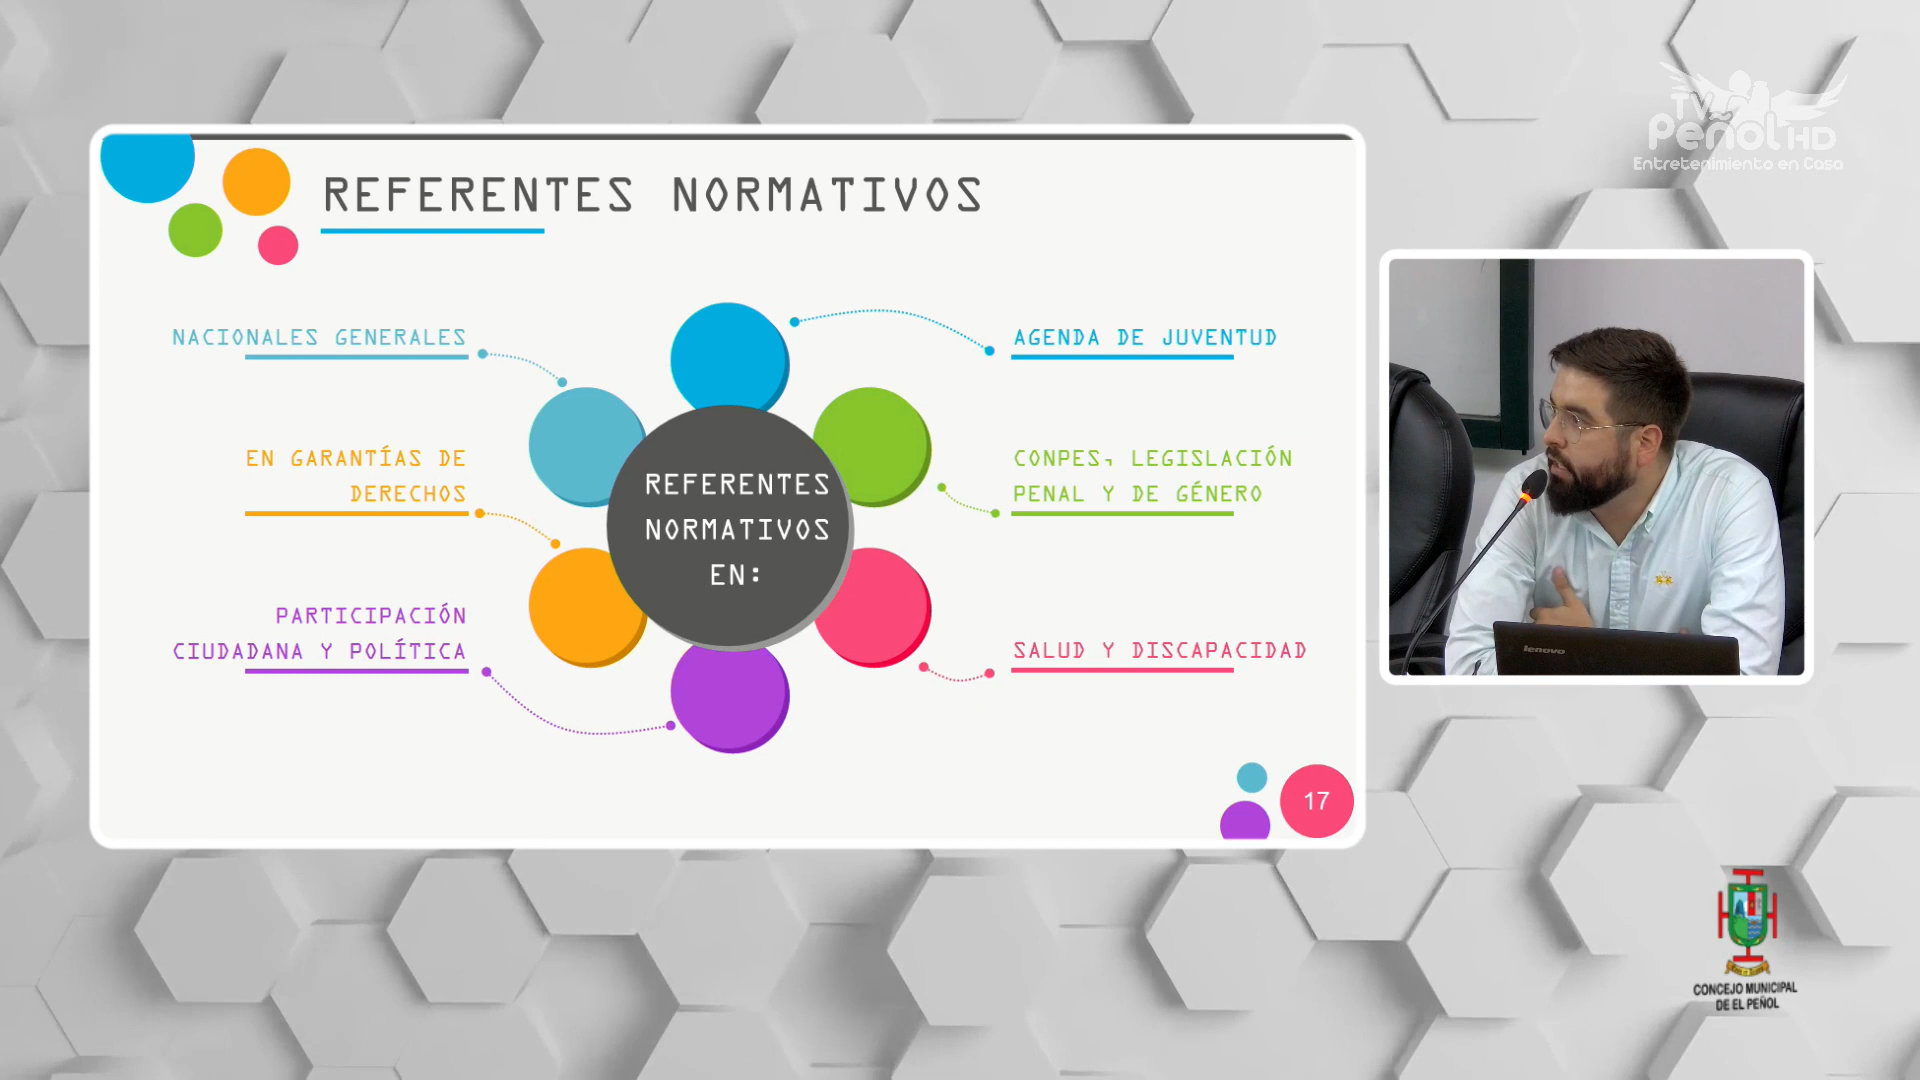 TV
Peñol HD
Entretenimiento en Casa
REFERENTES NORMATIVOS
NACIONALES GENERALES
EN GARANTÍAS DE
DERECHOS
PARTICIPACIÓN
CIUDADANA Y POLÍTICA
REFERENTES
NORMATIVOS
EN:
AGENDA DE JUVENTUD
CONPES, LEGISLACIÓN
PENAL Y DE GÉNERO
SALUD Y DISCAPACIDAD
17
lenovo
CONCEJO MUNICIPAL
DE EL PEÑOL